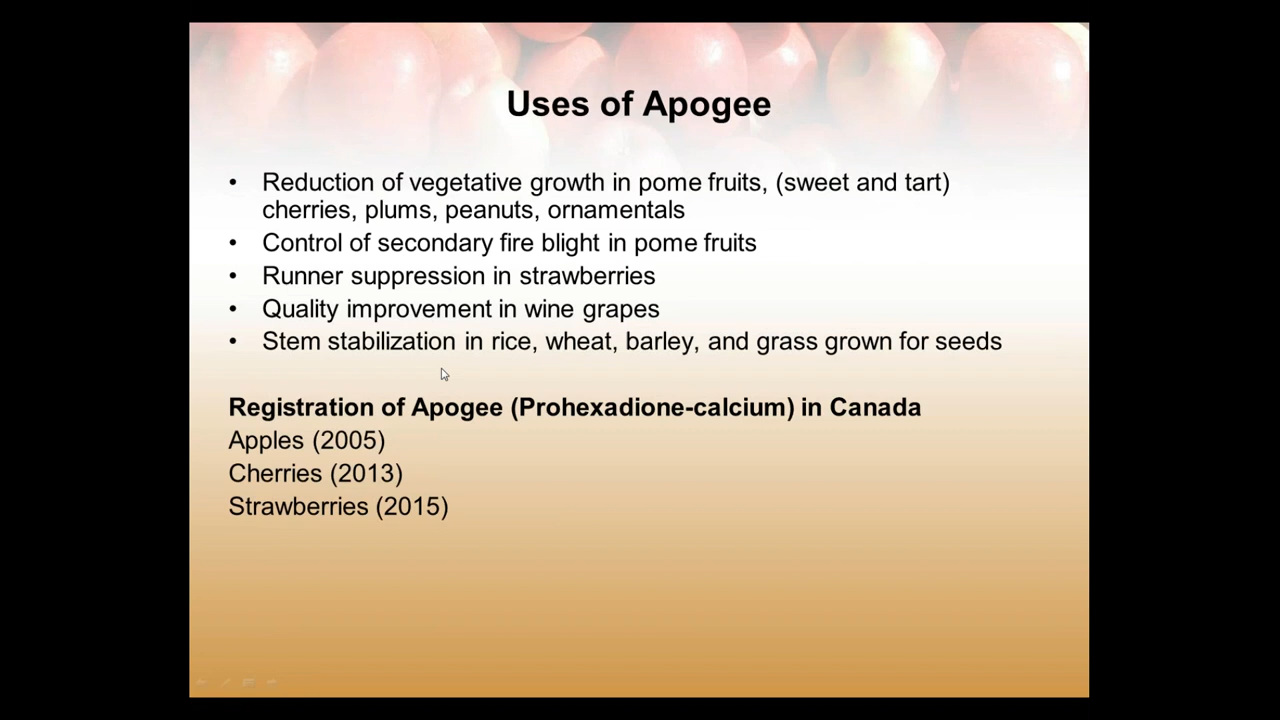 Uses of Apogee
• Reduction of vegetative growth in pome fruits, (sweet and tart)
cherries, plums, peanuts, ornamentals
• Control of secondary fire blight in pome fruits
• Runner suppression in strawberries
• Quality improvement in wine grapes
• Stem stabilization in rice, wheat, barley, and grass grown for seeds
Registration of Apogee (Prohexadione-calcium) in Canada
Apples (2005)
Cherries (2013)
Strawberries (2015)